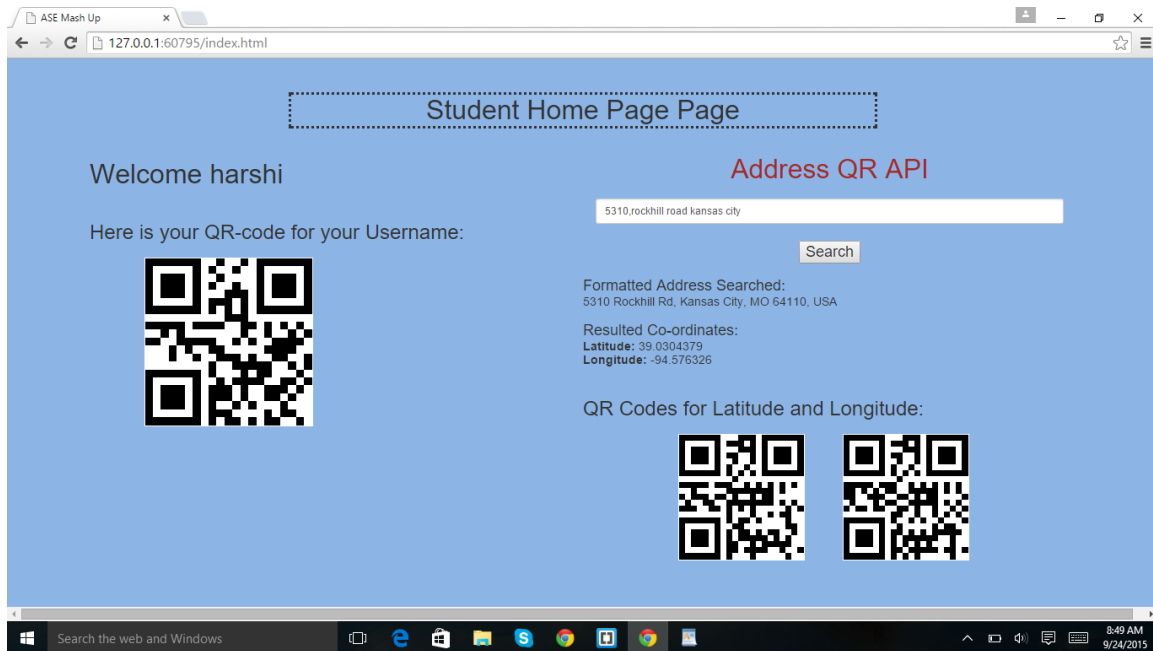 ASE Mash Up
127.0.0.1:60795/index.html
Student Home Page Page
Welcome harshi
Here is your QR-code for your Username:
Address QR API
5310,rockhill road kansas city
Search
Formatted Address Searched:
5310 Rockhill Rd, Kansas City, MO 64110, USA
Resulted Co-ordinates:
Latitude: 39.0304379
Longitude: -94.576326
QR Codes for Latitude and Longitude:
Search the web and Windows
8:49 AM
9/24/2015